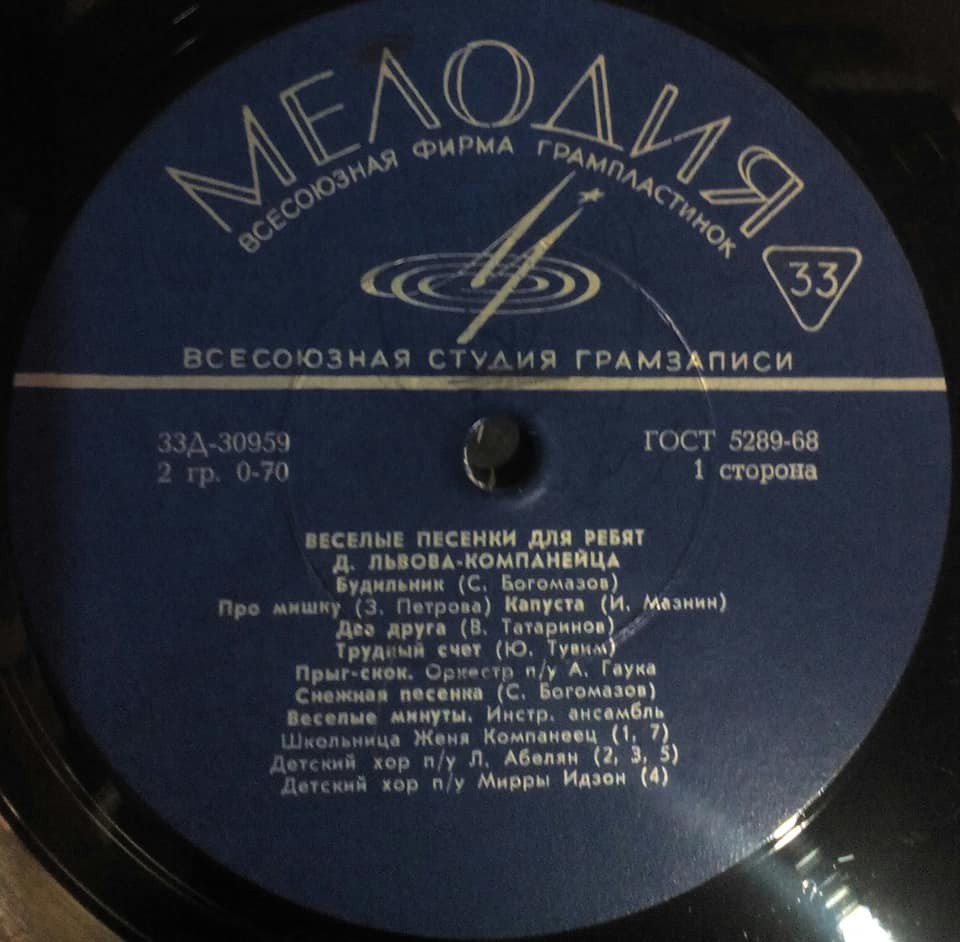 МЕЛОДИЯ
ВСЕСОЮЗНАЯ ФИРМА ГРАМПЛАСТИНОК
33
ВСЕСОЮЗНАЯ СТУДИЯ ГРАМЗАПИСИ
33Д-30959
2 гр. 0-70
ГОСТ 5289-68
1 сторона
ВЕСЕЛЫЕ ПЕСЕНКИ ДЛЯ РЕБЯТ
Д. ЛЬВОВА-КОМПАНЕЙЦА
Будильник (С. Богомазов)
Про мишку (З. Петрова) Капуста (И. Мазнин)
Два друга (В. Татаринов)
Трудный счет (Ю. Тувим)
Прыг-скок. Оркестр п/у А. Гаука
Снежная песенка (С. Богомазов)
Веселые минуты. Инстр. ансамбль
Школьница Женя Компанеец (1, 7)
Детский хор п/у Л. Абелян (2, 3, 5)
Детский хор п/у Мирры Идзон (4)